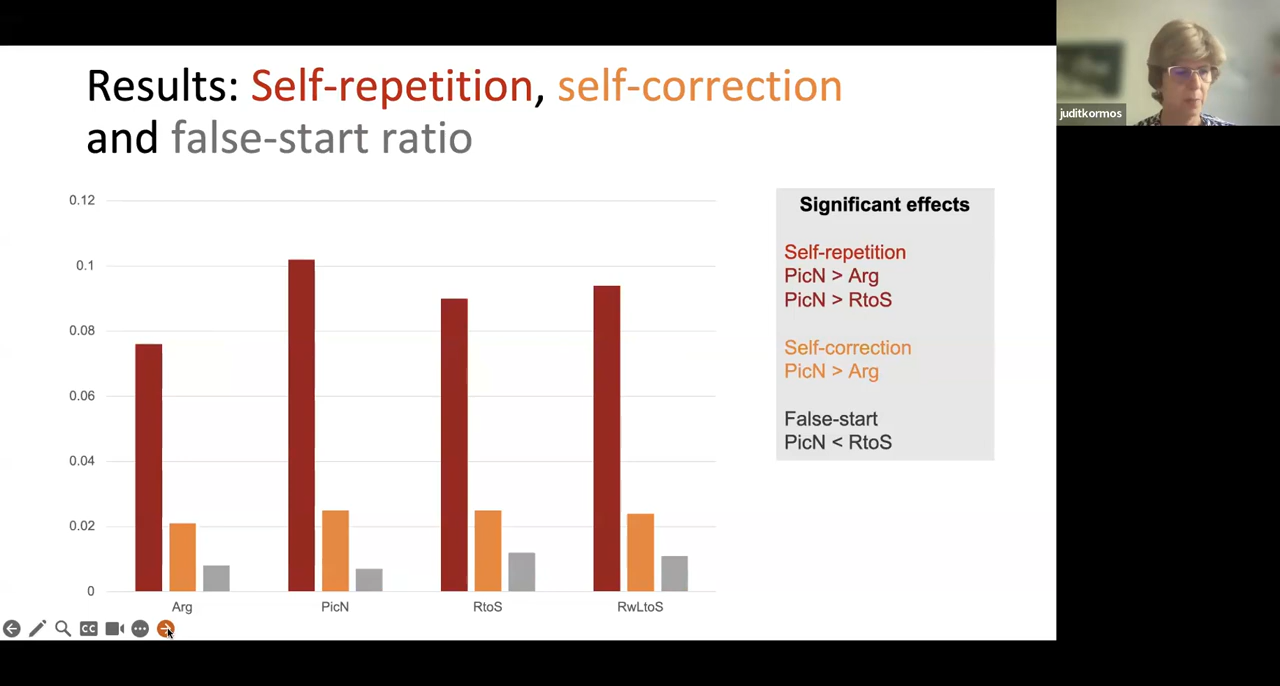 Results: Self-repetition, self-correction
and false-start ratio
0.12
0.1
0.08
0.06
0.04
0.02
0
Arg
PicN
RtoS
RwLtoS
Significant effects
Self-repetition
PicN > Arg
PicN > RtoS
Self-correction
PicN > Arg
False-start
PicN < RtoS
CC
juditkormos